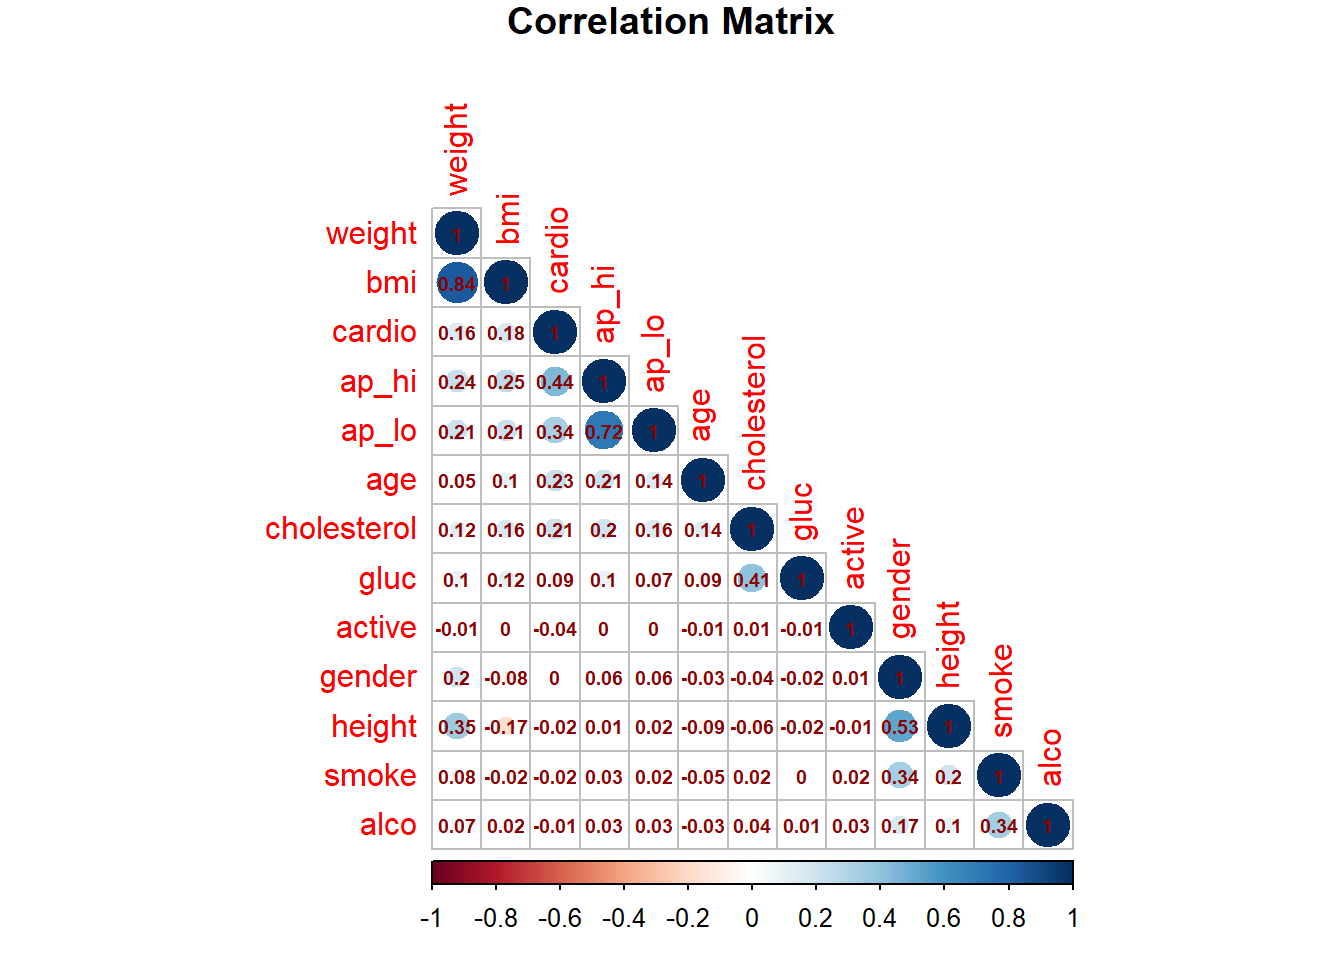 Correlation Matrix
weight
bmi
cardio
ap_hi
ap_lo
age
cholesterol
gluc
active
gender
height
smoke
alco
weight 1
bmi 0.84 1
cardio 0.16 0.18 1
ap_hi 0.24 0.25 0.44 1
ap_lo 0.21 0.21 0.34 0.72 1
age 0.05 0.1 0.23 0.21 0.14 1
cholesterol 0.12 0.16 0.21 0.2 0.16 0.14 1
gluc 0.1 0.12 0.09 0.1 0.07 0.09 0.41 1
active -0.01 0 -0.04 0 0 -0.01 0.01 -0.01 1
gender 0.2 -0.08 0 0.06 0.06 -0.03 -0.04 -0.02 0.01 1
height 0.35 -0.17 -0.02 0.01 0.02 -0.09 -0.06 -0.02 -0.01 0.53 1
smoke 0.08 -0.02 -0.02 0.03 0.02 -0.05 0.02 0 0.02 0.34 0.2 1
alco 0.07 0.02 -0.01 0.03 0.03 -0.03 0.04 0.01 0.03 0.17 0.1 0.34 1
-1 -0.8 -0.6 -0.4 -0.2 0 0.2 0.4 0.6 0.8 1